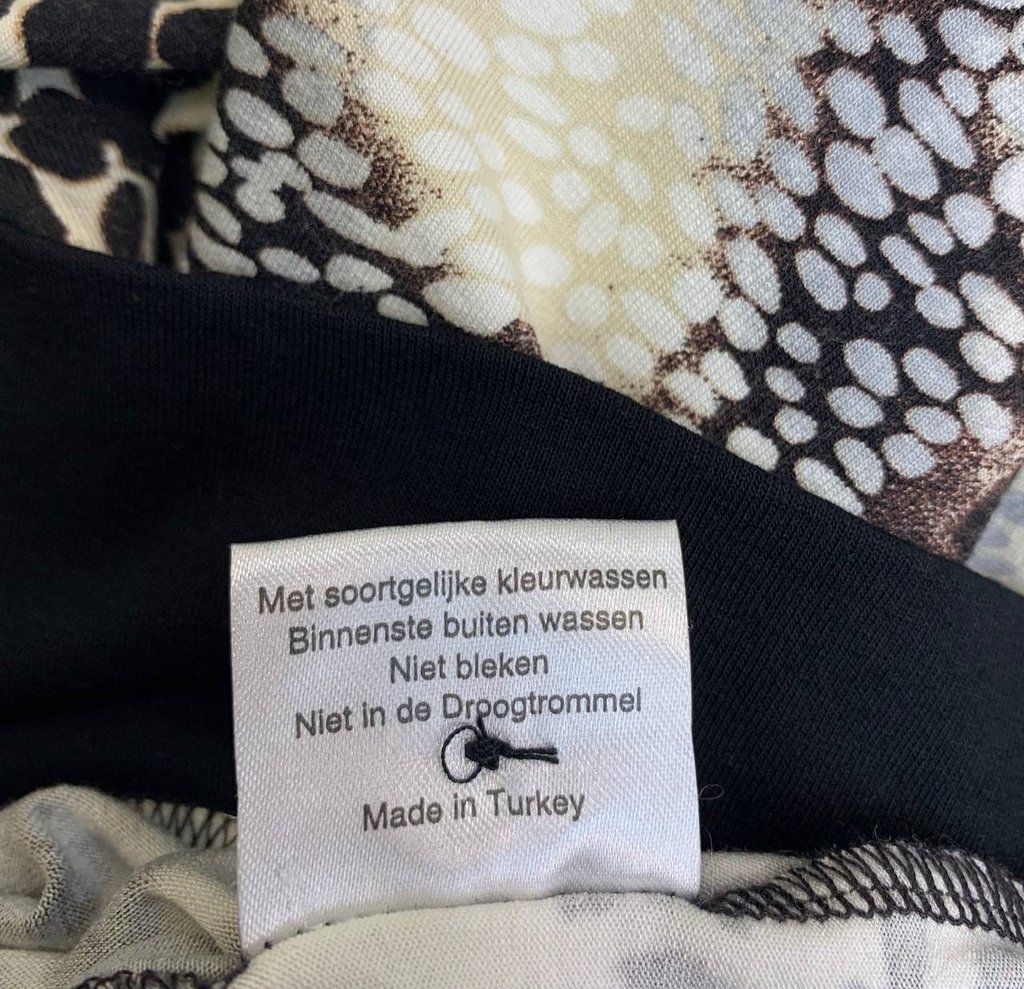 Met soortgelijke kleurwassen
Binnenste buiten wassen
Niet bleken
Niet in de Droogtrommel
Made in Turkey